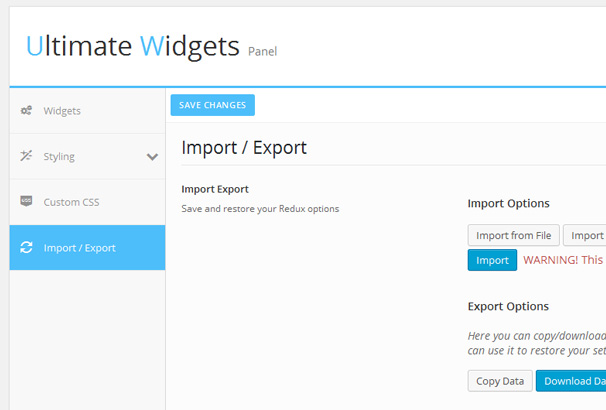 Ultimate Widgets Panel
Widgets
SAVE CHANGES
Styling
Import / Export
Custom CSS
Import Export
Save and restore your Redux options
Import / Export
Import Options
Import from File Import
Import WARNING! This
Export Options
Here you can copy/download
can use it to restore your
Copy Data Download